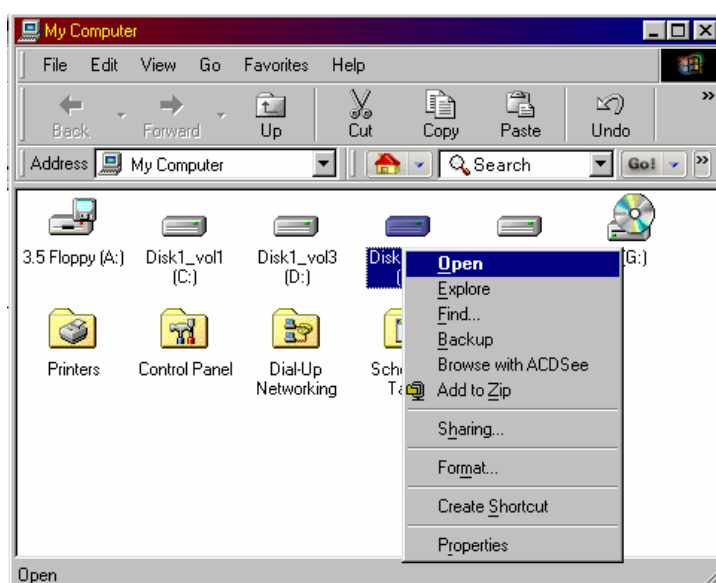 My Computer
File Edit View Go Favorites Help
Back Forward Up Cut Copy Paste Undo »
Address My Computer Search Go! »
3.5 Floppy (A:) Disk1_vol1 (C:) Disk1_vol3 (D:) Disk (G:)
Open
Explore
Find...
Backup
Browse with ACDSee
Add to Zip
Sharing...
Format...
Create Shortcut
Properties
Printers Control Panel Dial-Up Networking
Open